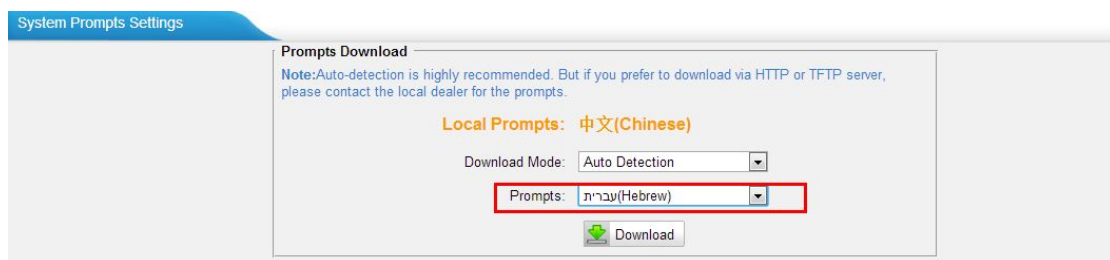 System Prompts Settings
Prompts Download
Note:Auto-detection is highly recommended. But if you prefer to download via HTTP or TFTP server,
please contact the local dealer for the prompts.
Local Prompts: 中文(Chinese)
Download Mode: Auto Detection
Prompts: עברית(Hebrew)
Download